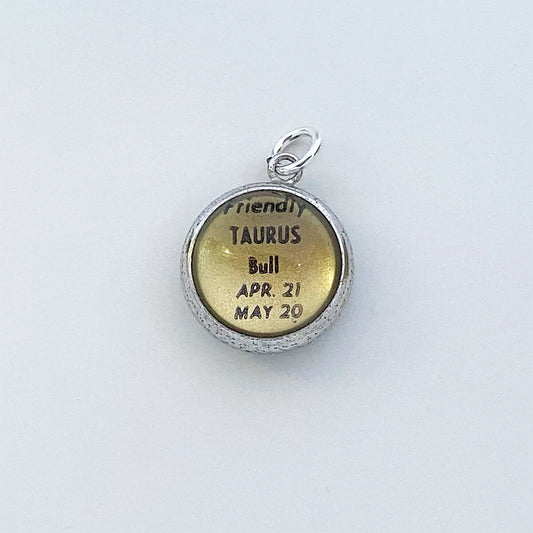 Friendly
TAURUS
Bull
APR. 21
MAY 20